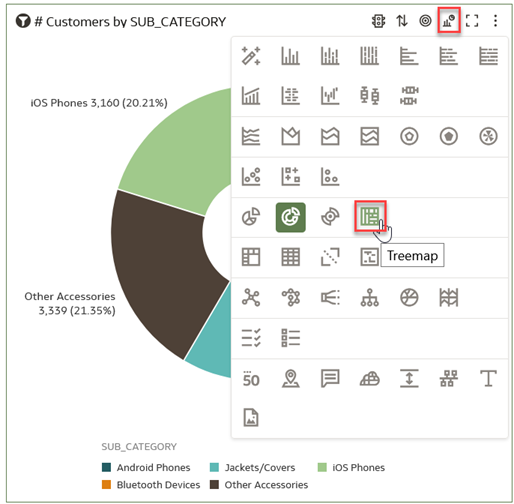 # Customers by SUB_CATEGORY
iOS Phones 3,160 (20.21%)
Other Accessories
3,339 (21.35%)
Treemap
50
T
SUB_CATEGORY
Android Phones Jackets/Covers iOS Phones
Bluetooth Devices Other Accessories